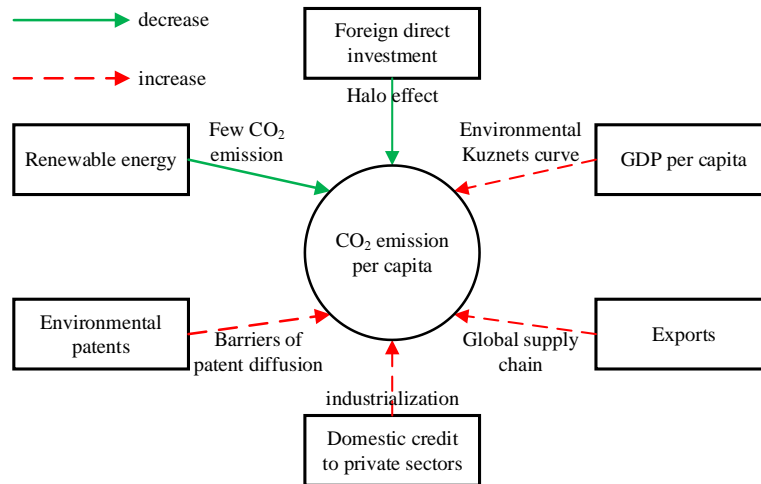 decrease
increase
Foreign direct
investment
Halo effect
Renewable energy
Few CO₂
emission
Environmental
Kuznets curve
GDP per capita
CO₂ emission
per capita
Environmental
patents
Barriers of
patent diffusion
Global supply
chain
Exports
industrialization
Domestic credit
to private sectors